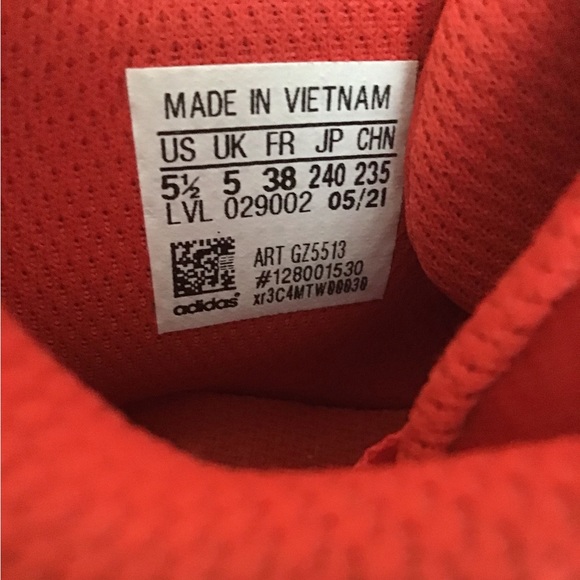 MADE IN VIETNAM
US UK FR JP CHN
5½ 5 38 240 235
LVL 029002 05/21
ART GZ5513
#128001530
xr3C4MTW00030
adidas